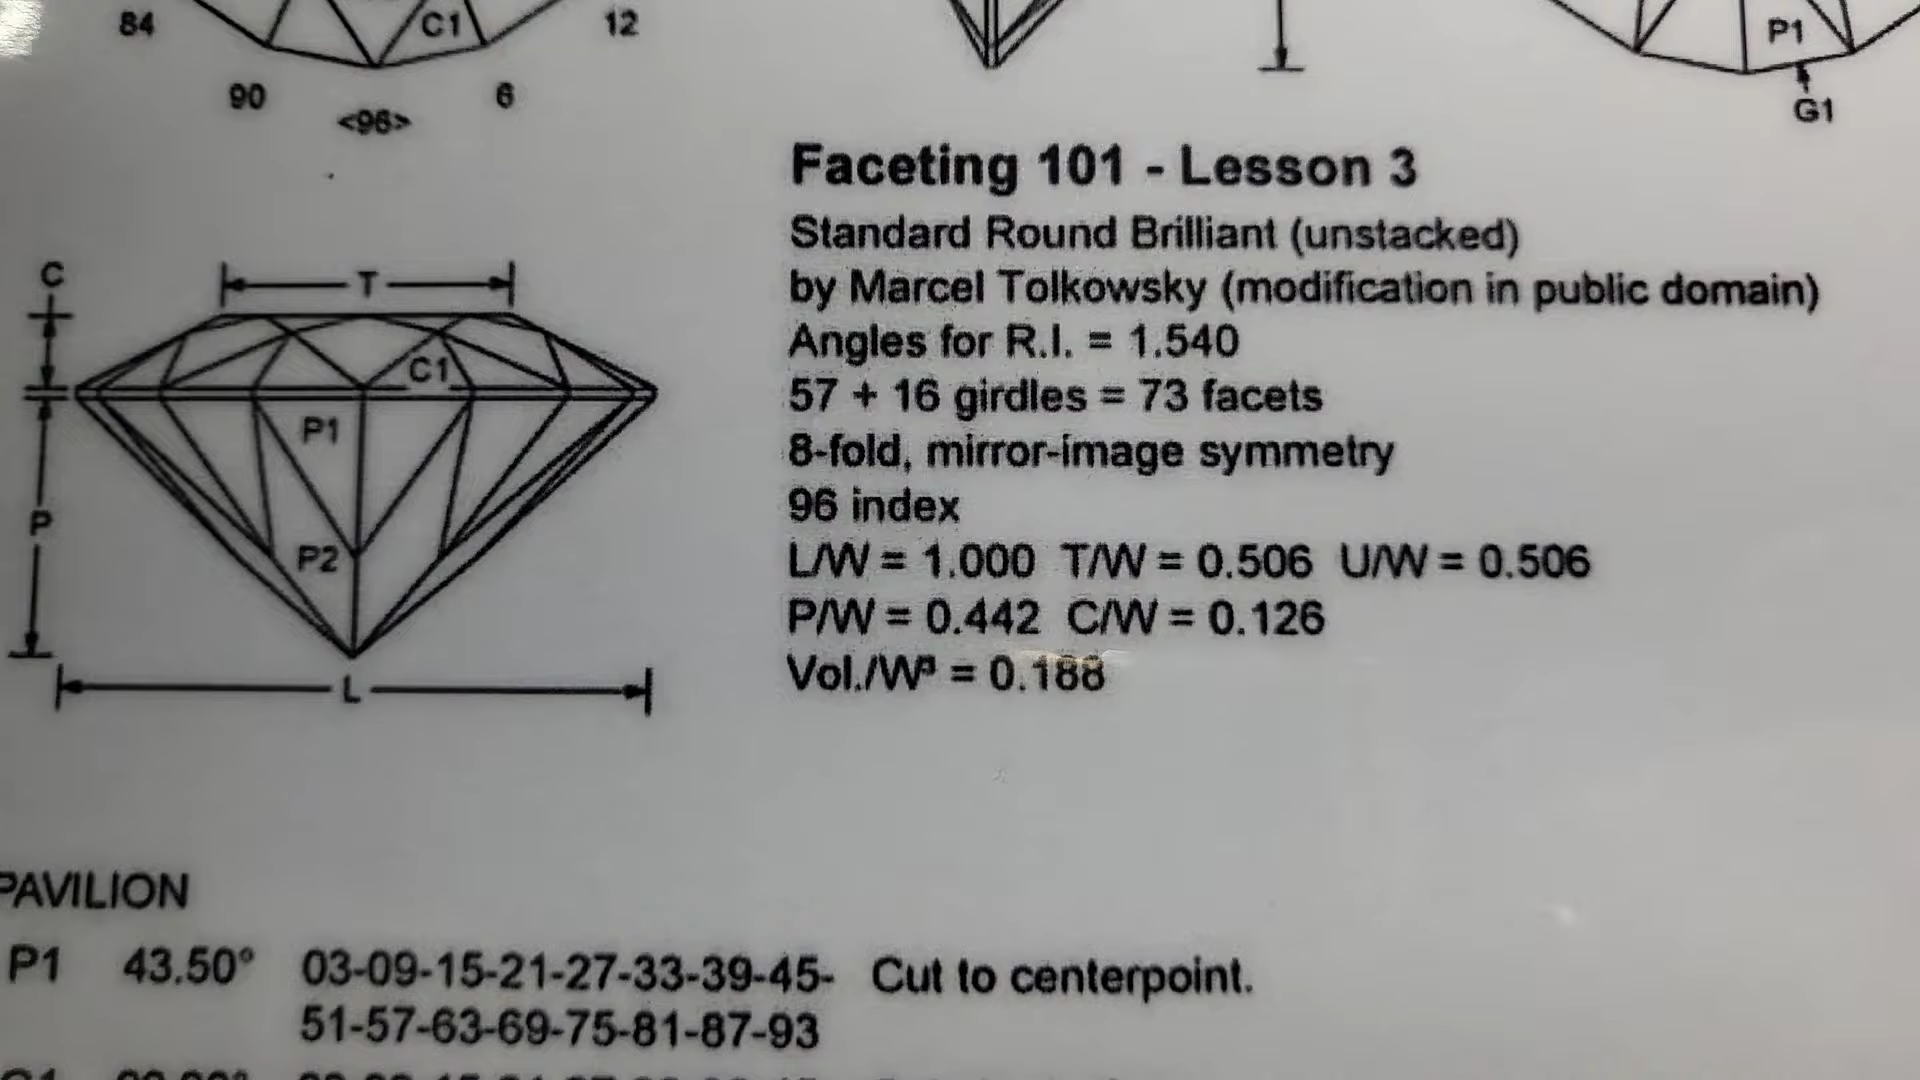 84 C1 12 P1
90 6
<96> G1
Faceting 101 - Lesson 3
Standard Round Brilliant (unstacked)
by Marcel Tolkowsky (modification in public domain)
Angles for R.I. = 1.540
57 + 16 girdles = 73 facets
8-fold, mirror-image symmetry
96 index
L/W = 1.000 T/W = 0.506 U/W = 0.506
P/W = 0.442 C/W = 0.126
Vol./W³ = 0.188
C
T
C1
P1
P
P2
L
PAVILION
P1 43.50° 03-09-15-21-27-33-39-45- Cut to centerpoint.
51-57-63-69-75-81-87-93